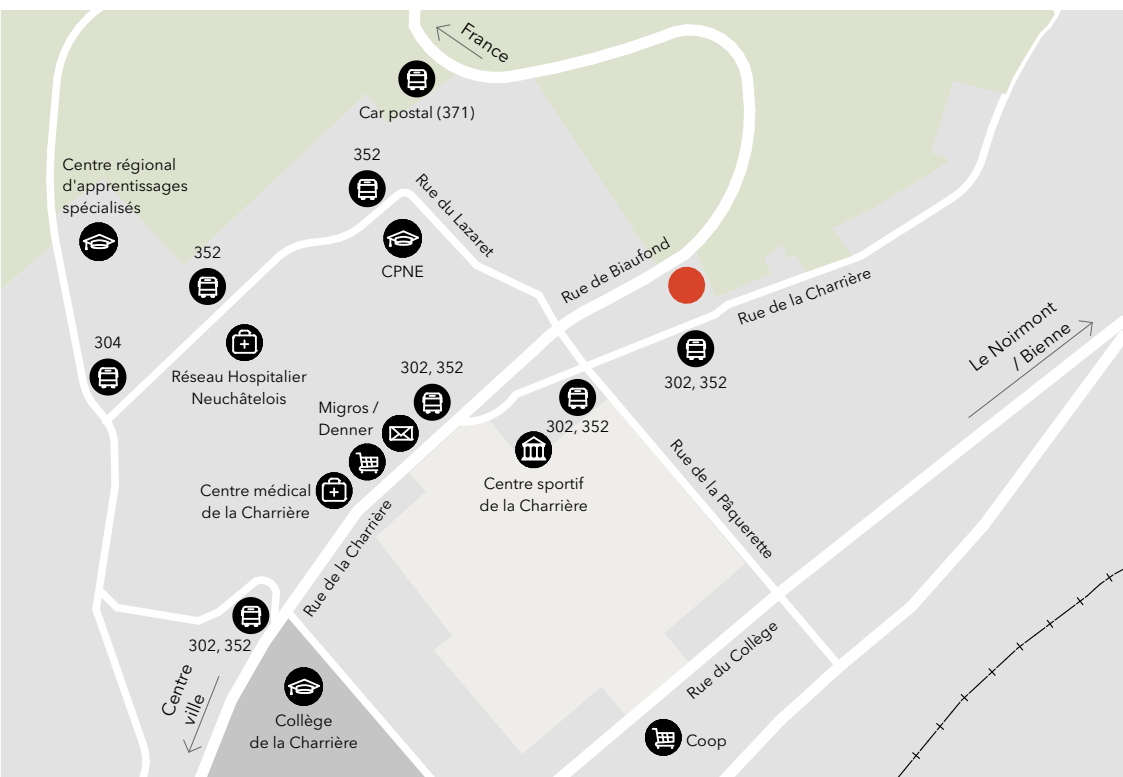 France
Car postal (371)
352
Centre régional
d'apprentissages
spécialisés
Rue du Lazaret
352
CPNE
Rue de Biaufond
Rue de la Charrière
304
Réseau Hospitalier
Neuchâtelois
302, 352
302, 352
Le Noirmont
/ Bienne
Migros /
Denner
302, 352
Centre médical
de la Charrière
Centre sportif
de la Charrière
Rue de la Pâquerette
Rue de la Charrière
302, 352
Centre
ville
Rue du Collège
Collège
de la Charrière
Coop